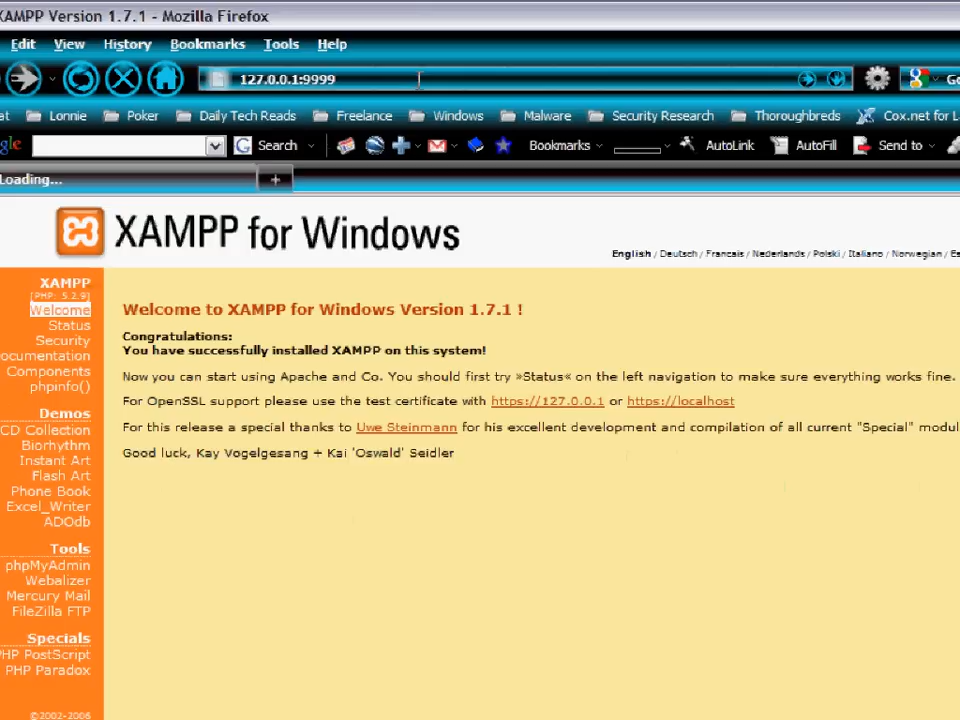 XAMPP Version 1.7.1 - Mozilla Firefox
Edit View History Bookmarks Tools Help
127.0.0.1:9999
Lonnie Poker Daily Tech Reads Freelance Windows Malware Security Research Thoroughbreds Cox.net for
Search Bookmarks AutoLink AutoFill Send to
Loading...
XAMPP for Windows
English / Deutsch / Francais / Nederlands / Polski / Italiano / Norwegian /
XAMPP
[PHP: 5.2.9]
Welcome
Status
Security
ocumentation
Components
phpinfo()
Demos
CD Collection
Biorhythm
Instant Art
Flash Art
Phone Book
Excel_Writer
ADOdb
Tools
phpMyAdmin
Webalizer
Mercury Mail
FileZilla FTP
Specials
PHP PostScript
PHP Paradox
©2002-2006
Welcome to XAMPP for Windows Version 1.7.1 !
Congratulations:
You have successfully installed XAMPP on this system!
Now you can start using Apache and Co. You should first try »Status« on the left navigation to make sure everything works fine.
For OpenSSL support please use the test certificate with https://127.0.0.1 or https://localhost
For this release a special thanks to Uwe Steinmann for his excellent development and compilation of all current "Special" modul
Good luck, Kay Vogelgesang + Kai 'Oswald' Seidler